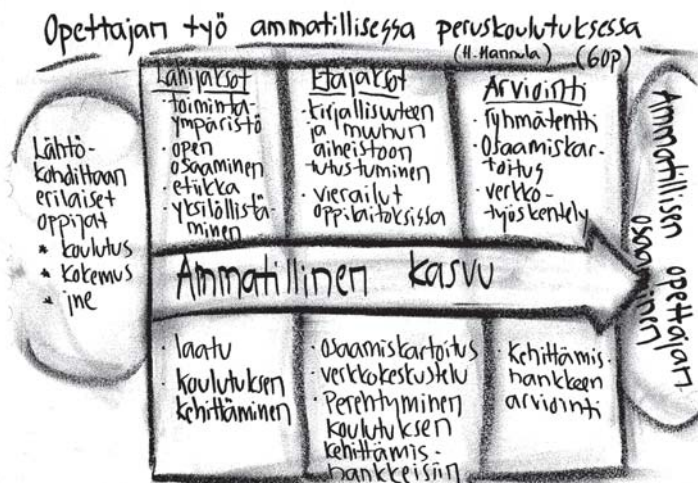 Opettajan työ ammatillisessa peruskoulutuksessa
(H. Hannula) (6op)
Lähtö-
kohdiltaan
erilaiset
oppijat
* koulutus
* kokemus
* jne
Lähijaksot
· toiminta-
ympäristö
· open
osaaminen
· etiikka
· yksilöllistä-
minen
Etäjaksot
· kirjallisuuteen
ja muuhun
aiheistoon
tutustuminen
· vierailut
oppilaitoksissa
Arviointi
· ryhmätentti
· osaamiskar-
toitus
· verkko-
työskentely
Ammatillinen kasvu
· laatu
· koulutuksen
kehittäminen
· osaamiskartoitus
· verkkokeskustelu
· perehtyminen
koulutuksen
kehittämis-
hankkeisiin
· kehittämis-
hankkeen
arviointi
Ammatillisen opettajan
osaaminen